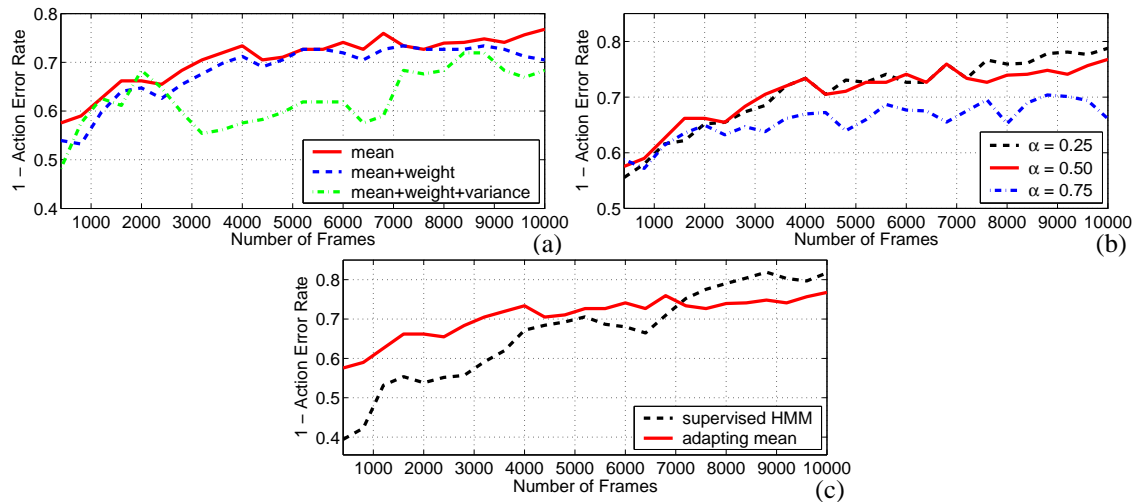 1 − Action Error Rate
0.8
0.7
0.6
0.5
0.4
1000 2000 3000 4000 5000 6000 7000 8000 9000 10000
Number of Frames
mean
mean+weight
mean+weight+variance
(a)
1 − Action Error Rate
0.8
0.7
0.6
0.5
1000 2000 3000 4000 5000 6000 7000 8000 9000 10000
Number of Frames
α = 0.25
α = 0.50
α = 0.75
(b)
1 − Action Error Rate
0.8
0.7
0.6
0.5
0.4
1000 2000 3000 4000 5000 6000 7000 8000 9000 10000
Number of Frames
supervised HMM
adapting mean
(c)